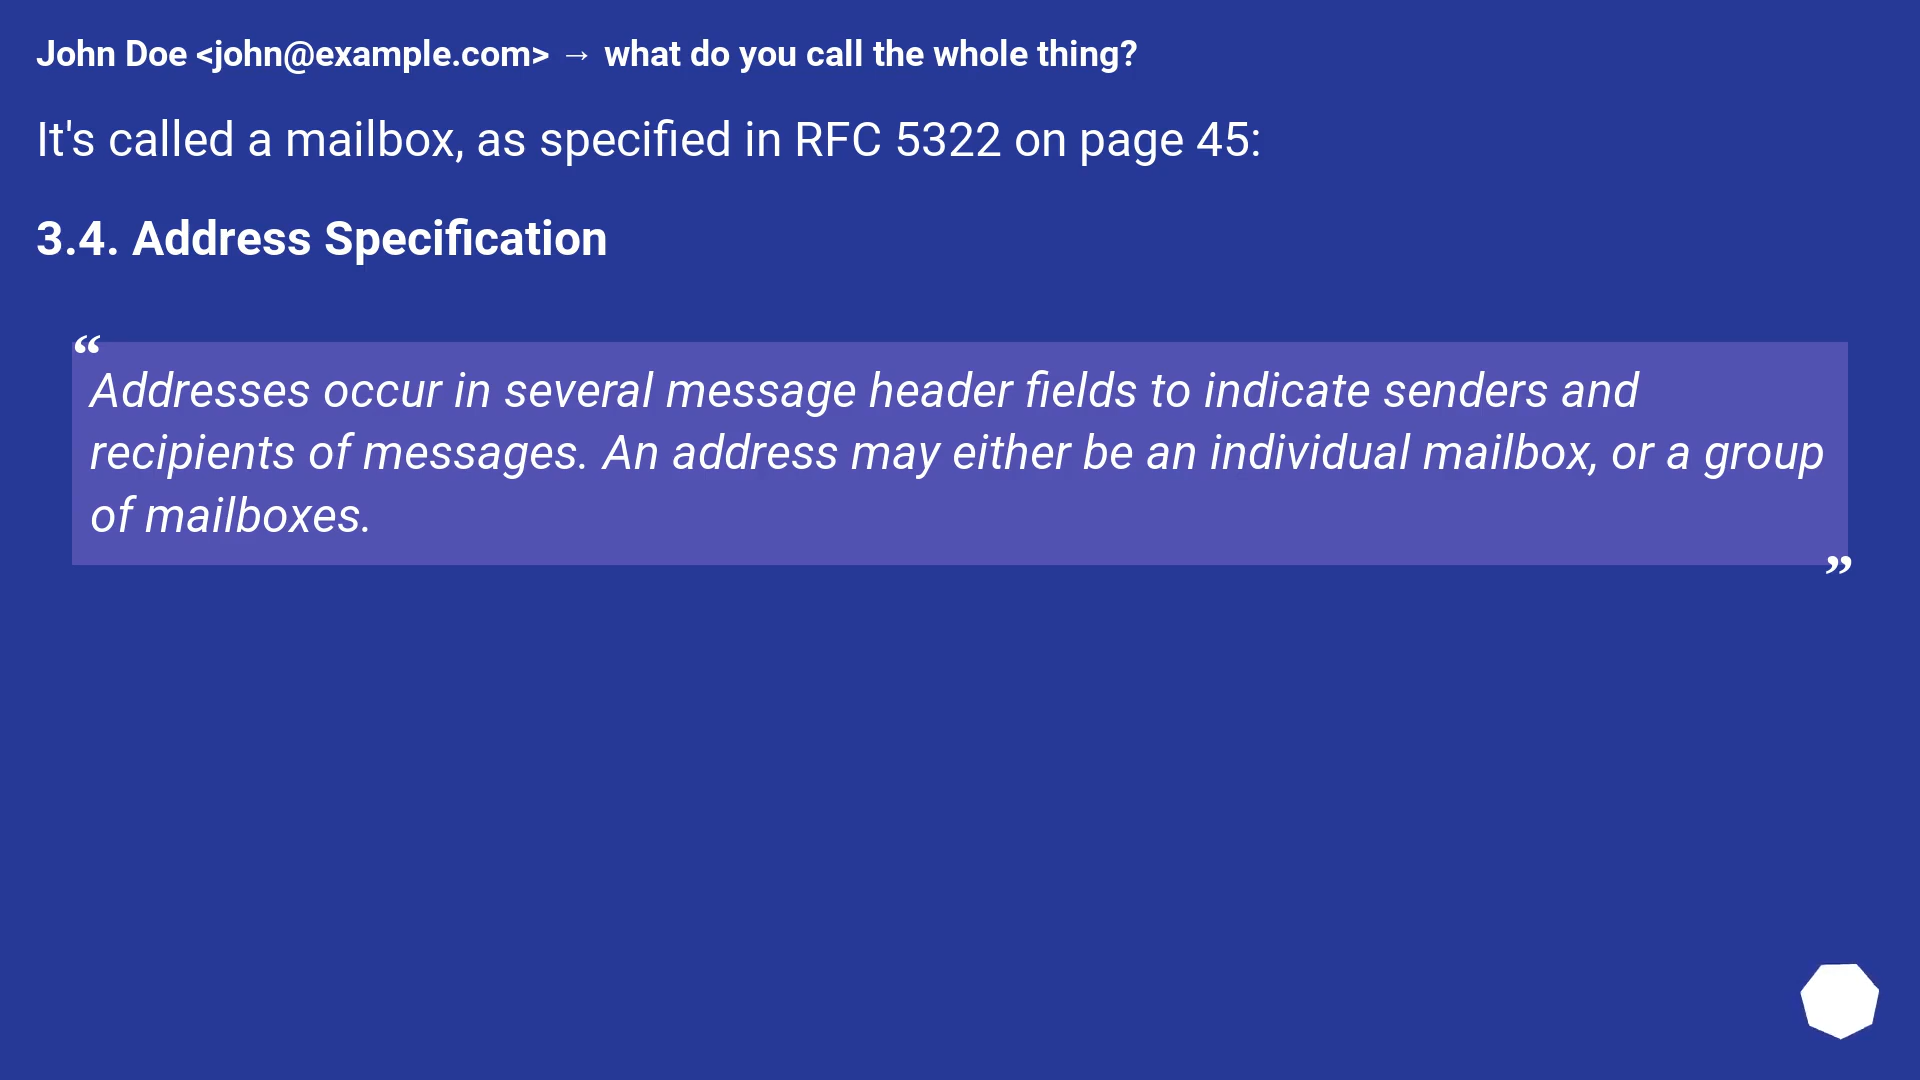 John Doe <john@example.com> → what do you call the whole thing?
It's called a mailbox, as specified in RFC 5322 on page 45:
3.4. Address Specification
“
Addresses occur in several message header fields to indicate senders and
recipients of messages. An address may either be an individual mailbox, or a group
of mailboxes.
”